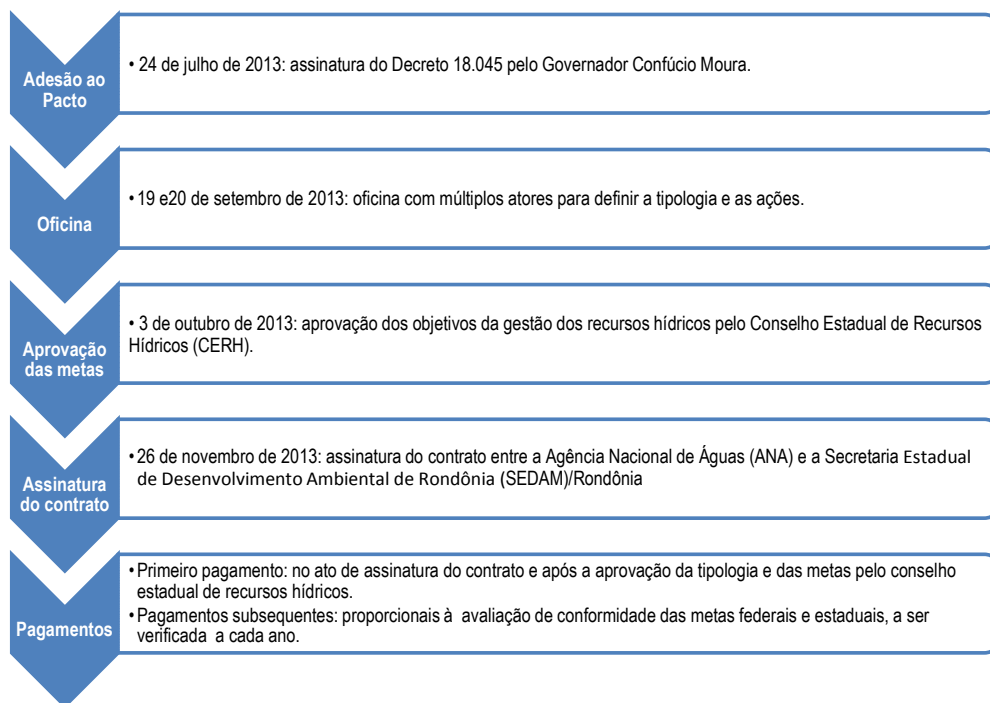 Adesão ao
Pacto
• 24 de julho de 2013: assinatura do Decreto 18.045 pelo Governador Confúcio Moura.
Oficina
• 19 e20 de setembro de 2013: oficina com múltiplos atores para definir a tipologia e as ações.
Aprovação
das metas
• 3 de outubro de 2013: aprovação dos objetivos da gestão dos recursos hídricos pelo Conselho Estadual de Recursos
Hídricos (CERH).
Assinatura
do contrato
• 26 de novembro de 2013: assinatura do contrato entre a Agência Nacional de Águas (ANA) e a Secretaria Estadual
de Desenvolvimento Ambiental de Rondônia (SEDAM)/Rondônia
Pagamentos
• Primeiro pagamento: no ato de assinatura do contrato e após a aprovação da tipologia e das metas pelo conselho
estadual de recursos hídricos.
• Pagamentos subsequentes: proporcionais à avaliação de conformidade das metas federais e estaduais, a ser
verificada a cada ano.